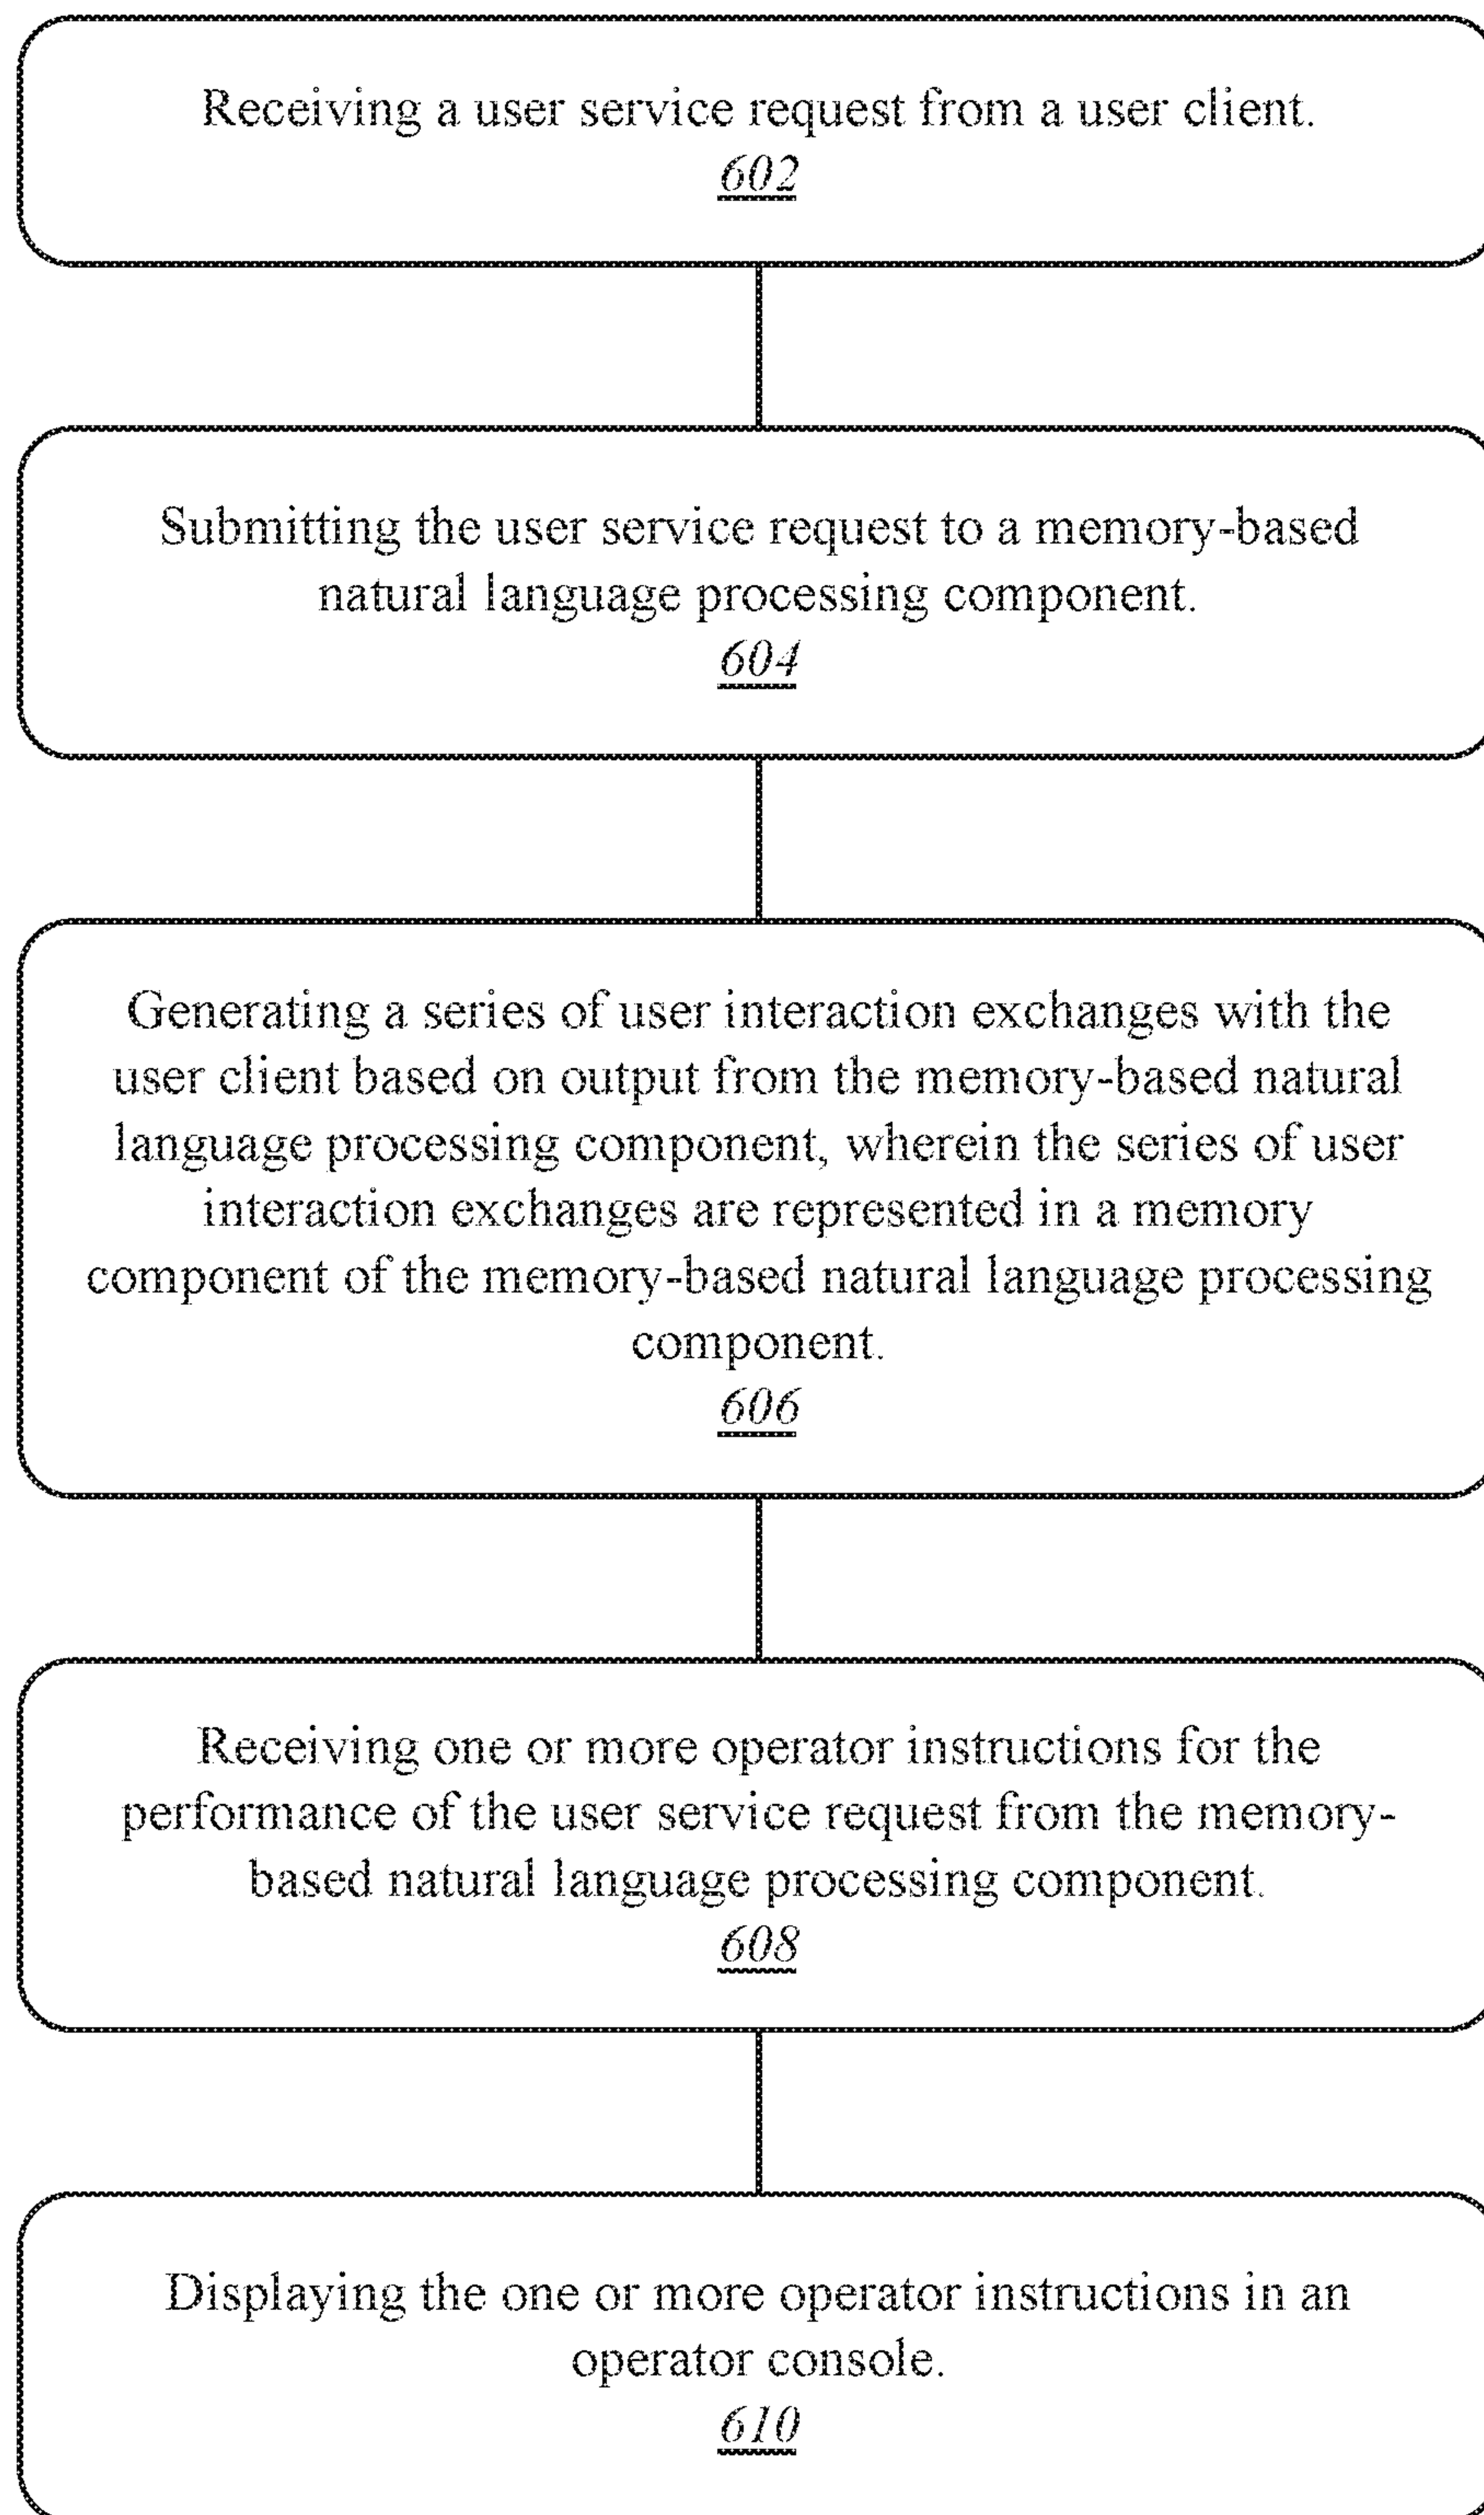 Receiving a user service request from a user client.
602
Submitting the user service request to a memory-based
natural language processing component.
604
Generating a series of user interaction exchanges with the
user client based on output from the memory-based natural
language processing component, wherein the series of user
interaction exchanges are represented in a memory
component of the memory-based natural language processing
component.
606
Receiving one or more operator instructions for the
performance of the user service request from the memory-
based natural language processing component.
608
Displaying the one or more operator instructions in an
operator console.
610